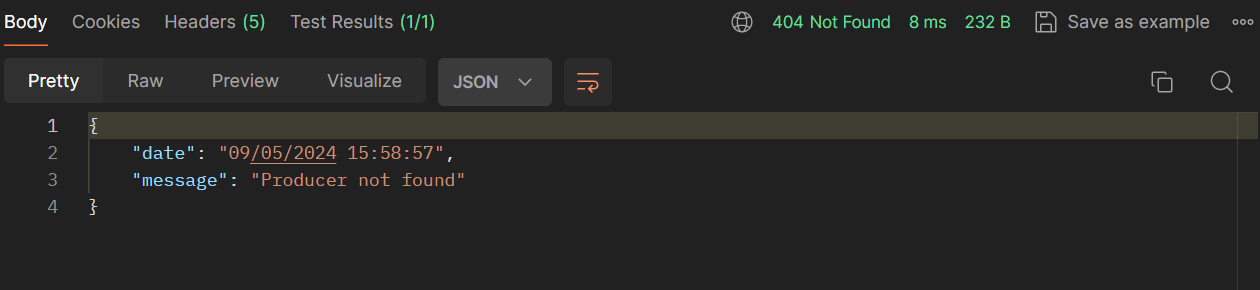 Body Cookies Headers (5) Test Results (1/1) 404 Not Found 8 ms 232 B Save as example
Pretty Raw Preview Visualize JSON
1 {
2 "date": "09/05/2024 15:58:57",
3 "message": "Producer not found"
4 }